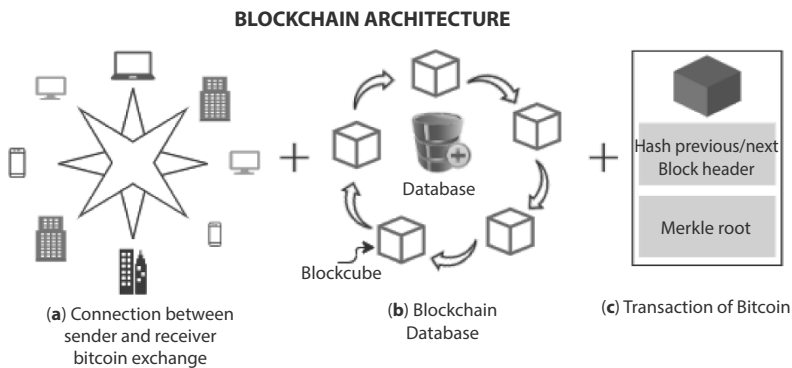 BLOCKCHAIN ARCHITECTURE
Database
Blockcube
Hash previous/next
Block header
Merkle root
(a) Connection between
sender and receiver
bitcoin exchange
(b) Blockchain
Database
(c) Transaction of Bitcoin